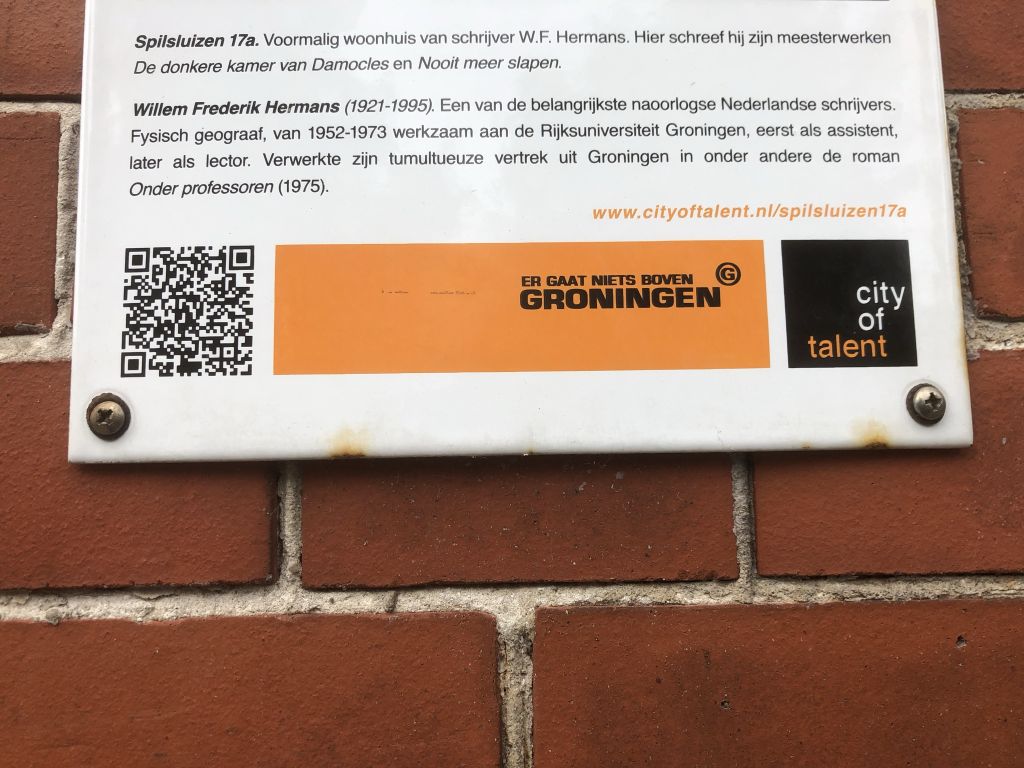 Spilsluizen 17a. Voormalig woonhuis van schrijver W.F. Hermans. Hier schreef hij zijn meesterwerken
De donkere kamer van Damocles en Nooit meer slapen.
Willem Frederik Hermans (1921-1995). Een van de belangrijkste naoorlogse Nederlandse schrijvers.
Fysisch geograaf, van 1952-1973 werkzaam aan de Rijksuniversiteit Groningen, eerst als assistent,
later als lector. Verwerkte zijn tumultueuze vertrek uit Groningen in onder andere de roman
Onder professoren (1975).
www.cityoftalent.nl/spilsluizen17a
ER GAAT NIETS BOVEN
GRONINGEN
G
city
of
talent